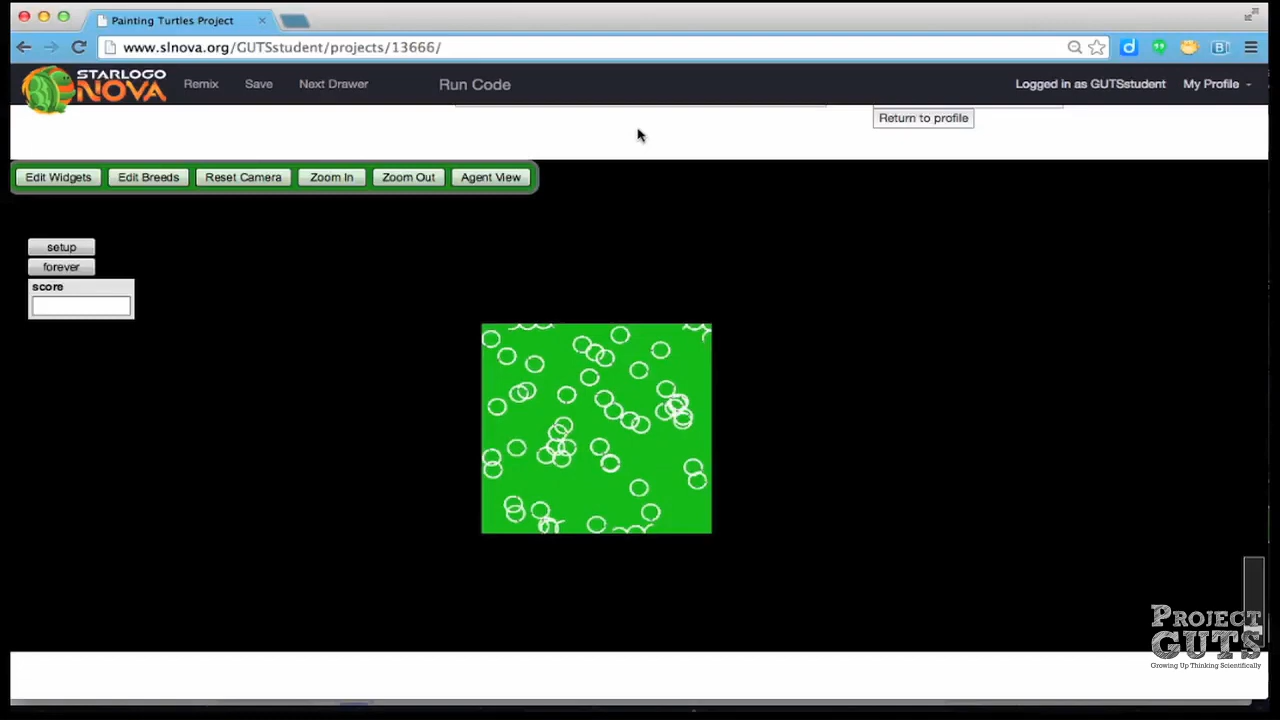 Painting Turtles Project
www.slnova.org/GUTSstudent/projects/13666/
STARLOGO
NOVA
Remix
Save
Next Drawer
Run Code
Logged in as GUTSstudent
My Profile
Return to profile
Edit Widgets
Edit Breeds
Reset Camera
Zoom In
Zoom Out
Agent View
setup
forever
score
PROJECT
GUTS
Growing Up Thinking Scientifically